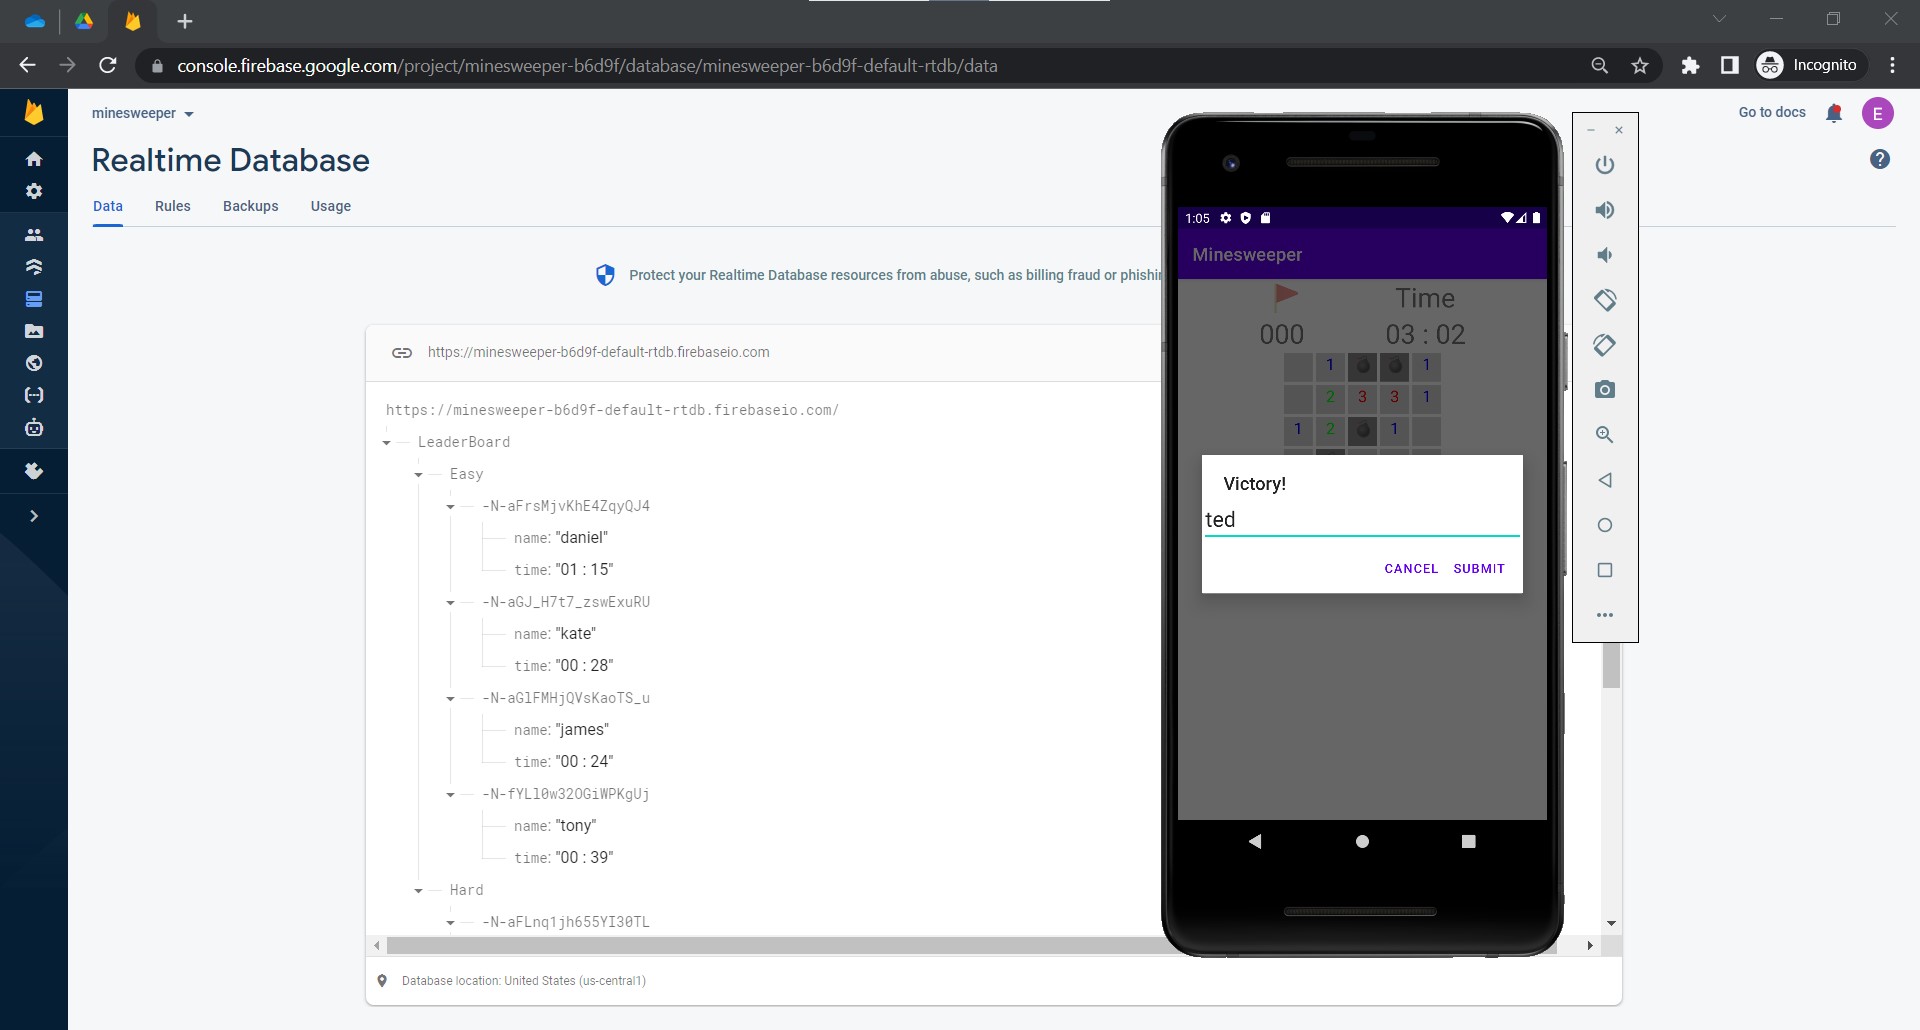 console.firebase.google.com/project/minesweeper-b6d9f/database/minesweeper-b6d9f-default-rtdb/data
Incognito
minesweeper
Go to docs
E
Realtime Database
?
Data Rules Backups Usage
Protect your Realtime Database resources from abuse, such as billing fraud or phishin
https://minesweeper-b6d9f-default-rtdb.firebaseio.com
https://minesweeper-b6d9f-default-rtdb.firebaseio.com/
LeaderBoard
Easy
-N-aFrsMjvKhE4ZqyQJ4
name: "daniel"
time: "01 : 15"
-N-aGJ_H7t7_zswExuRU
name: "kate"
time: "00 : 28"
-N-aGlFMHjQVsKaoTS_u
name: "james"
time: "00 : 24"
-N-fYLl0w32OGiWPKgUj
name: "tony"
time: "00 : 39"
Hard
-N-aFLnq1jh655YI30TL
Database location: United States (us-central1)
1:05
Minesweeper
Time
000 03 : 02
1 1
2 3 3 1
1 2 1
Victory!
ted
CANCEL SUBMIT